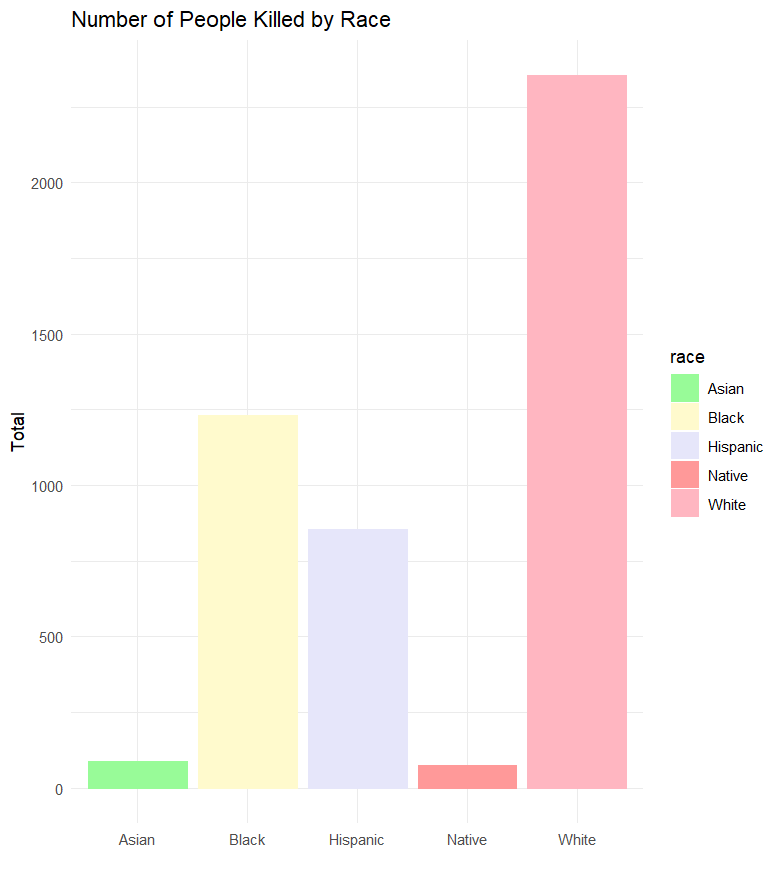 Number of People Killed by Race
Total
2000
1500
1000
500
0
Asian
Black
Hispanic
Native
White
race
Asian
Black
Hispanic
Native
White